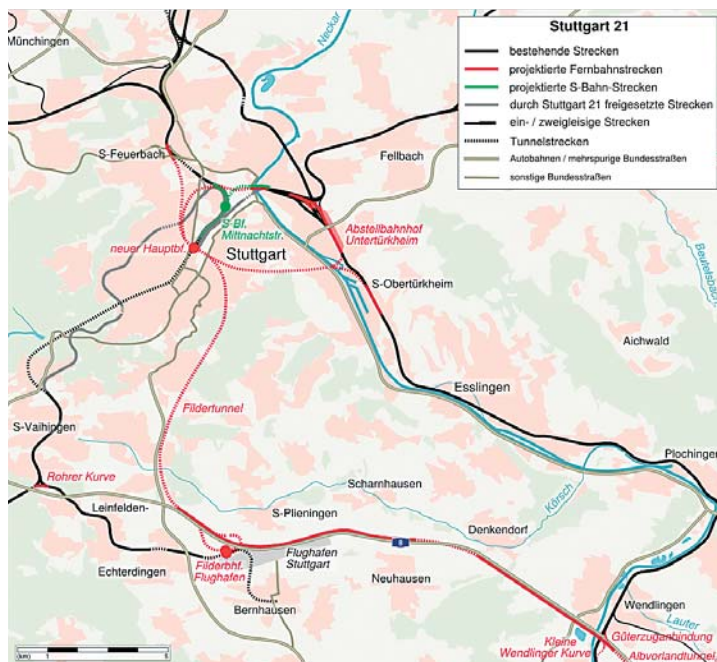 Stuttgart 21
bestehende Strecken
projektierte Fernbahnstrecken
projektierte S-Bahn-Strecken
durch Stuttgart 21 freigesetzte Strecken
ein- / zweigleisige Strecken
Tunnelstrecken
Autobahnen / mehrspurige Bundesstraßen
sonstige Bundesstraßen
Münchingen
Neckar
S-Feuerbach
Fellbach
S-Bf.
Mittnachtstr.
Abstellbahnhof
Untertürkheim
neuer Hauptbf.
Stuttgart
S-Obertürkheim
Beutelsbach
Aichwald
Esslingen
Fildertunnel
S-Vaihingen
Plochingen
Rohrer Kurve
Scharnhausen
Körsch
Leinfelden-
S-Plieningen
Denkendorf
Echterdingen
Filderbhf.
Flughafen
Flughafen
Stuttgart
8
Neuhausen
Bernhausen
Wendlingen
Lauter
Kleine
Wendlinger Kurve
Güterzuganbindung
Albvorlandtunnel
(km) 1 5